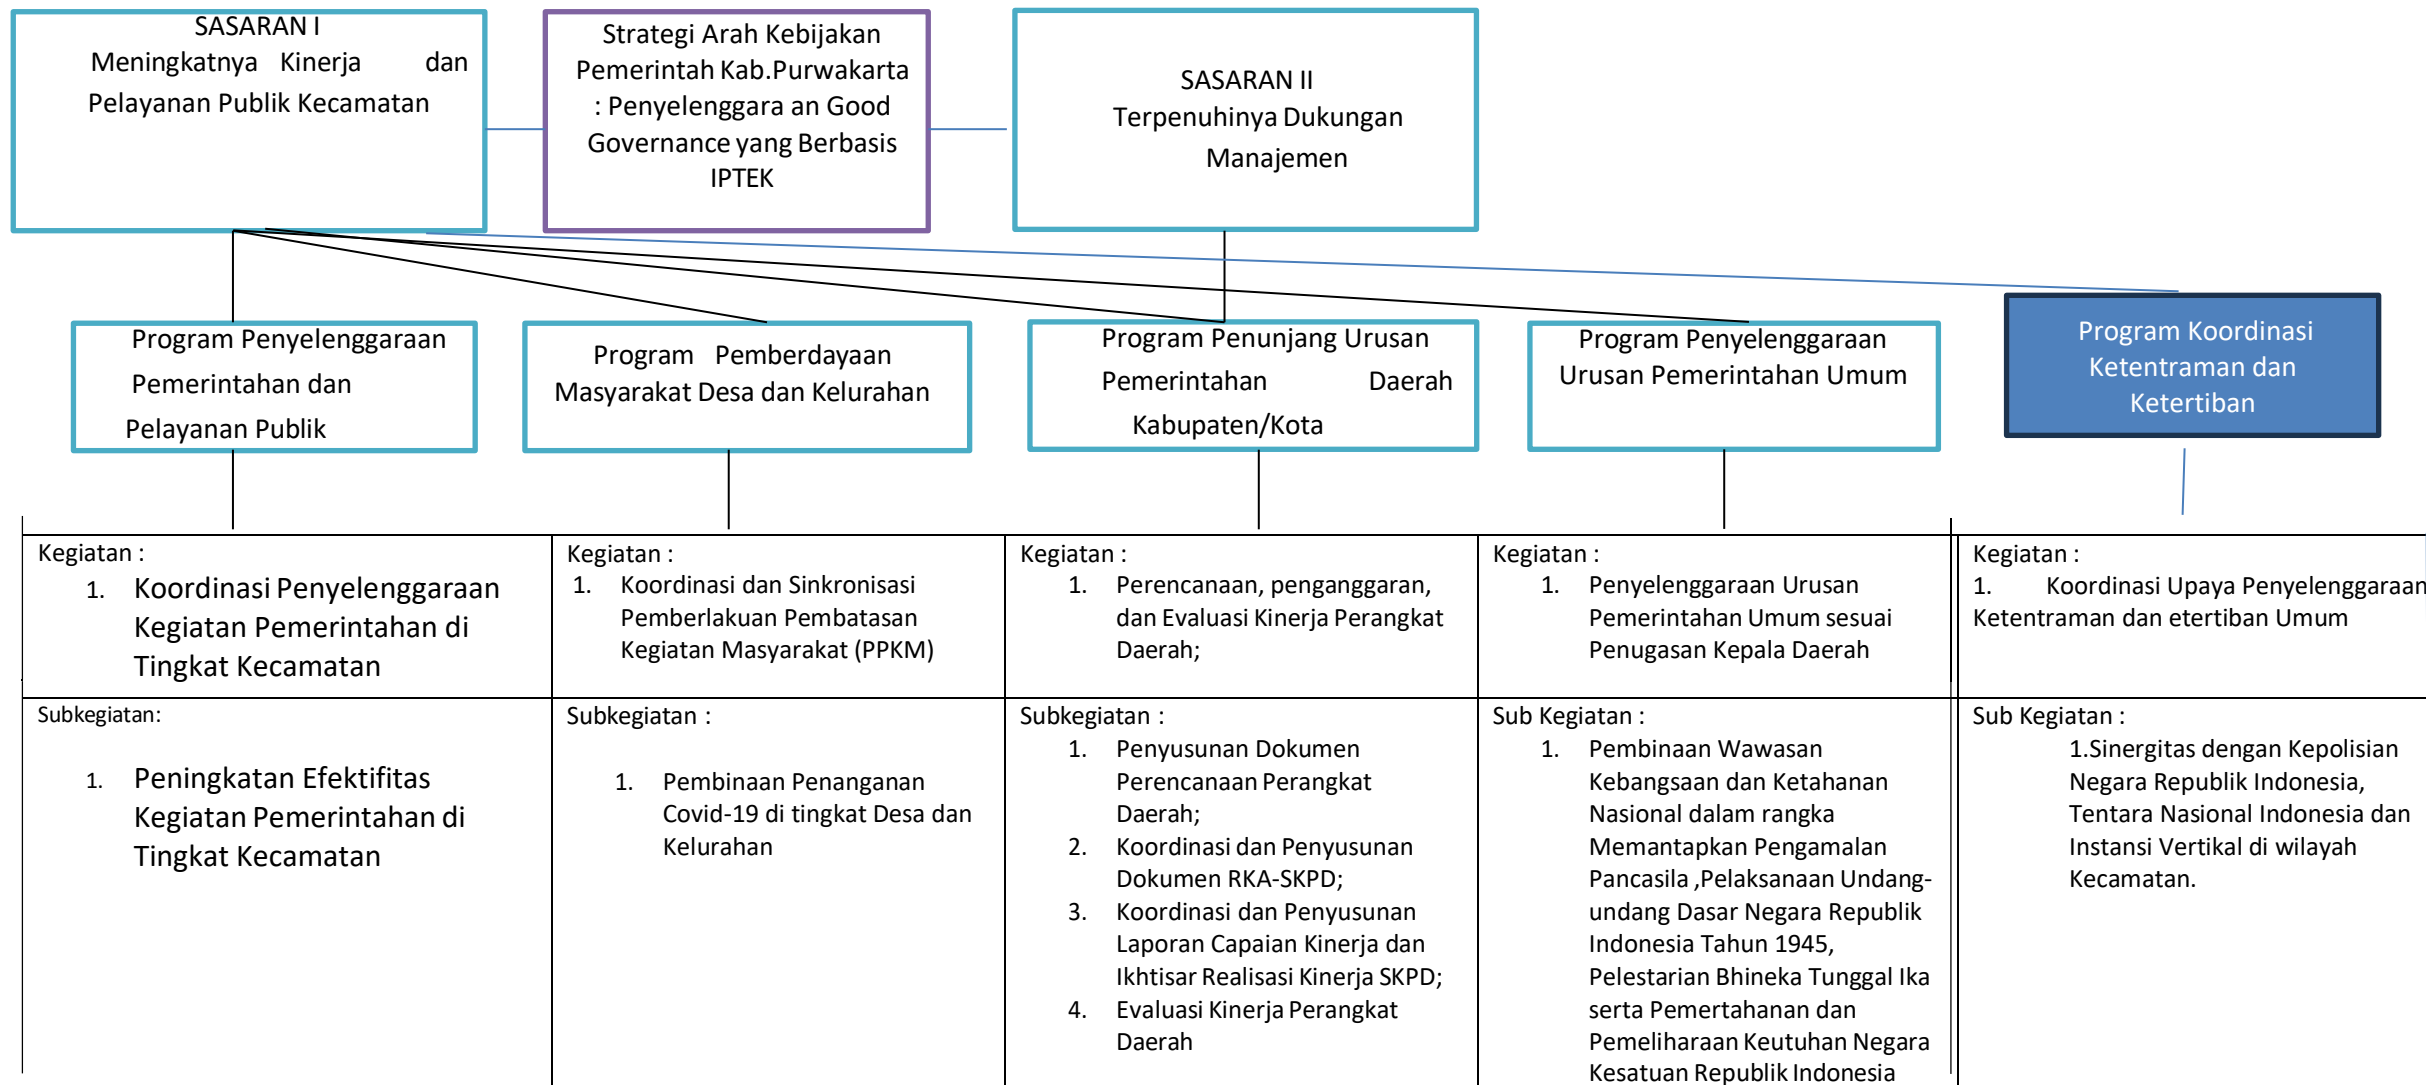 SASARAN I
Meningkatnya Kinerja dan
Pelayanan Publik Kecamatan
Strategi Arah Kebijakan
Pemerintah Kab.Purwakarta
: Penyelenggara an Good
Governance yang Berbasis
IPTEK
SASARAN II
Terpenuhinya Dukungan
Manajemen
Program Penyelenggaraan
Pemerintahan dan
Pelayanan Publik
Program Pemberdayaan
Masyarakat Desa dan Kelurahan
Program Penunjang Urusan
Pemerintahan Daerah
Kabupaten/Kota
Program Penyelenggaraan
Urusan Pemerintahan Umum
Program Koordinasi
Ketentraman dan
Ketertiban
Kegiatan :
1. Koordinasi Penyelenggaraan
Kegiatan Pemerintahan di
Tingkat Kecamatan
Kegiatan :
1. Koordinasi dan Sinkronisasi
Pemberlakuan Pembatasan
Kegiatan Masyarakat (PPKM)
Kegiatan :
1. Perencanaan, penganggaran,
dan Evaluasi Kinerja Perangkat
Daerah;
Kegiatan :
1. Penyelenggaraan Urusan
Pemerintahan Umum sesuai
Penugasan Kepala Daerah
Kegiatan :
1. Koordinasi Upaya Penyelenggaraan
Ketentraman dan etertiban Umum
Subkegiatan:
1. Peningkatan Efektifitas
Kegiatan Pemerintahan di
Tingkat Kecamatan
Subkegiatan :
1. Pembinaan Penanganan
Covid-19 di tingkat Desa dan
Kelurahan
Subkegiatan :
1. Penyusunan Dokumen
Perencanaan Perangkat
Daerah;
2. Koordinasi dan Penyusunan
Dokumen RKA-SKPD;
3. Koordinasi dan Penyusunan
Laporan Capaian Kinerja dan
Ikhtisar Realisasi Kinerja SKPD;
4. Evaluasi Kinerja Perangkat
Daerah
Sub Kegiatan :
1. Pembinaan Wawasan
Kebangsaan dan Ketahanan
Nasional dalam rangka
Memantapkan Pengamalan
Pancasila ,Pelaksanaan Undang-
undang Dasar Negara Republik
Indonesia Tahun 1945,
Pelestarian Bhineka Tunggal Ika
serta Pemertahanan dan
Pemeliharaan Keutuhan Negara
Kesatuan Republik Indonesia
Sub Kegiatan :
1.Sinergitas dengan Kepolisian
Negara Republik Indonesia,
Tentara Nasional Indonesia dan
Instansi Vertikal di wilayah
Kecamatan.